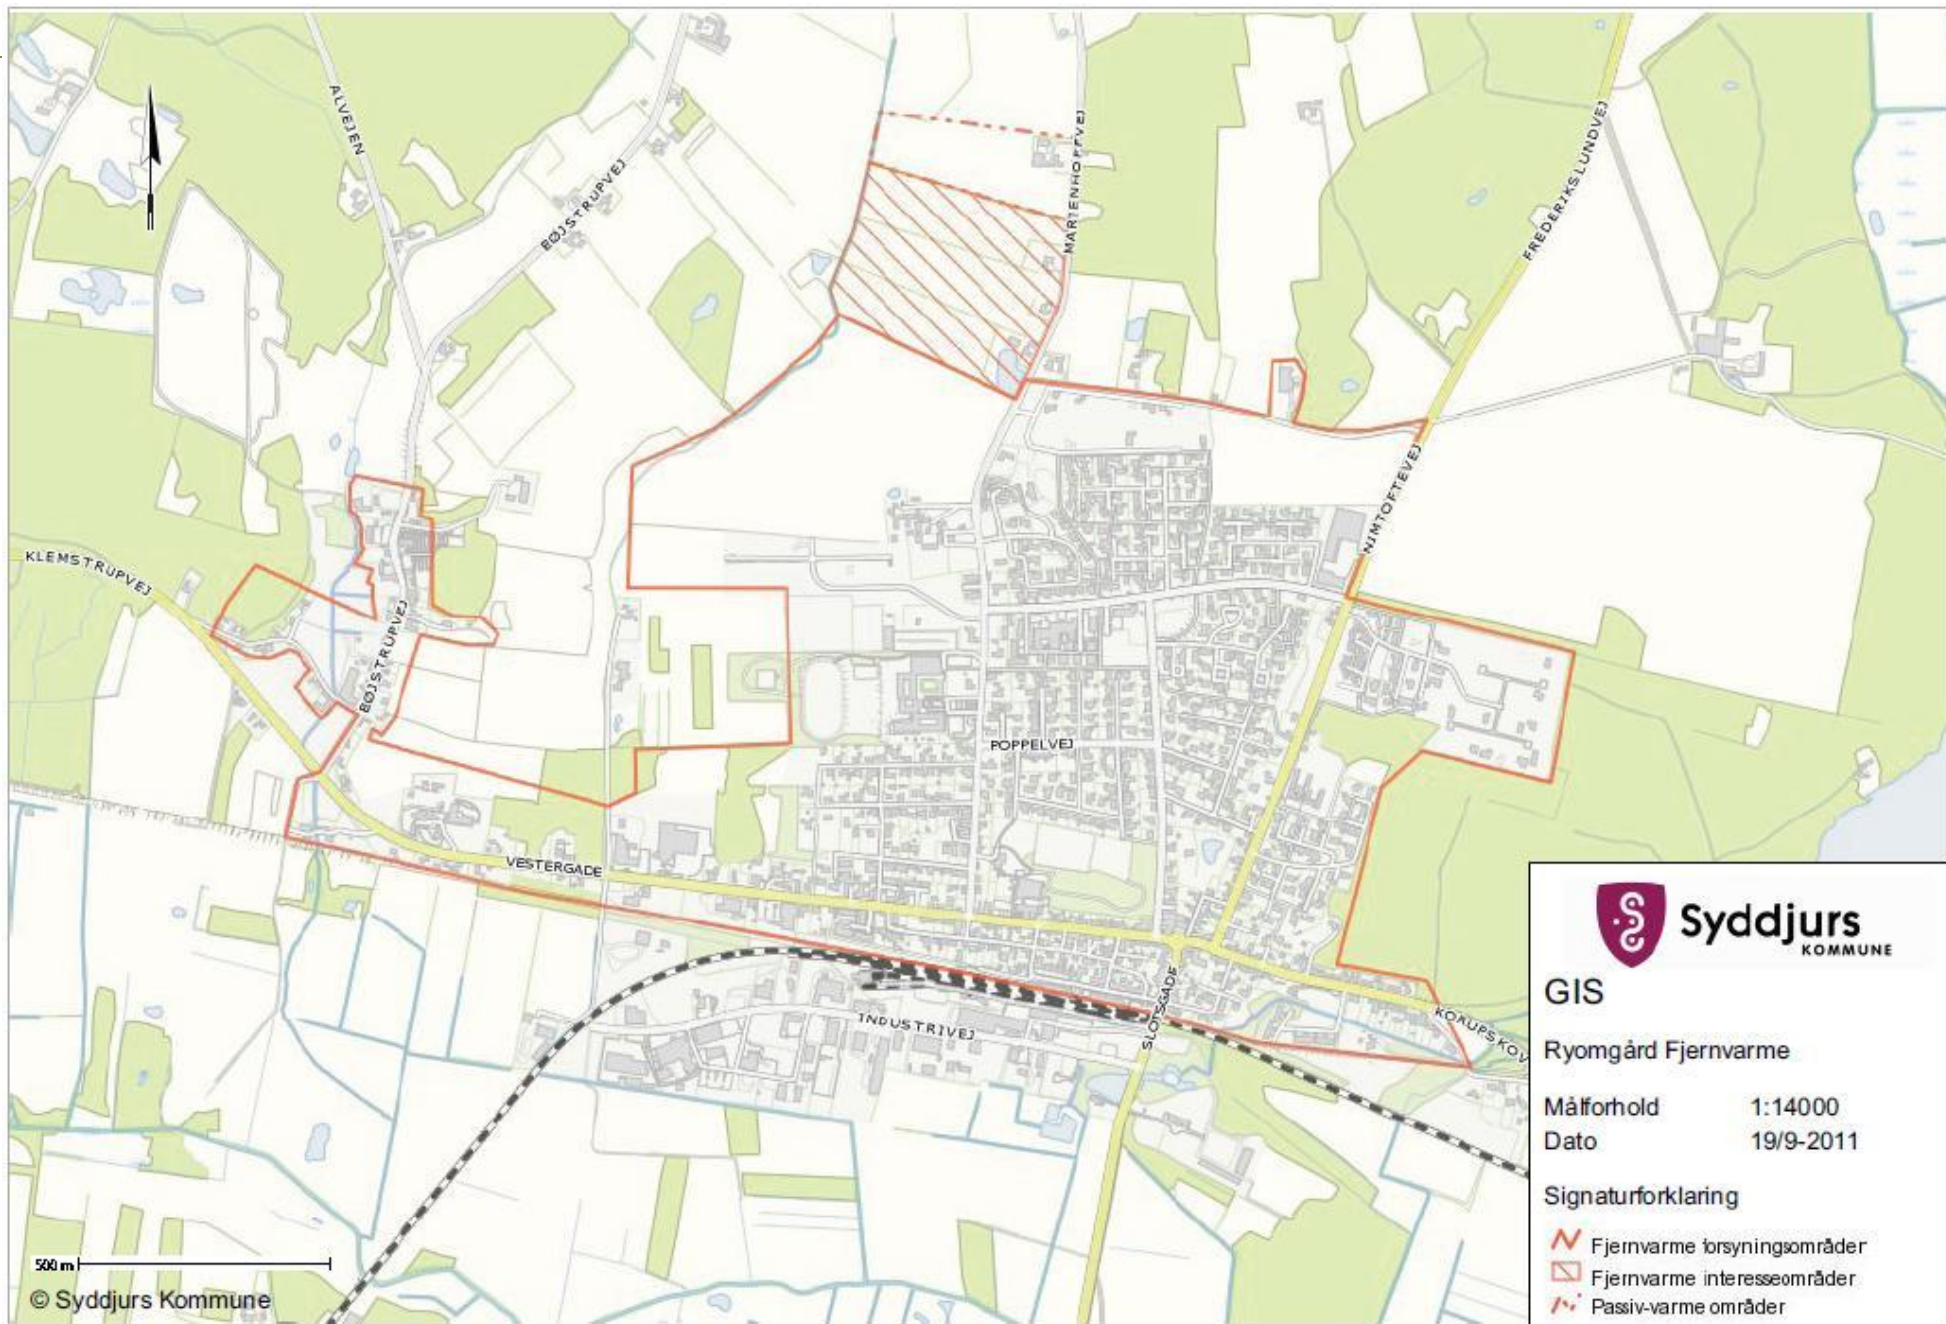 ALVEJEN
BØJSTRUPVEJ
MARIENHOFFVEJ
FREDERIKSLUNDVEJ
KLEMSTRUPVEJ
BØJSTRUPVEJ
NIMTOFTEVEJ
POPPELVEJ
VESTERGADE
INDUSTRIVEJ
SLOTSGADE
KORUPSKOV
500 m
© Syddjurs Kommune
Syddjurs
KOMMUNE
GIS
Ryomgård Fjernvarme
Målforhold 1:14000
Dato 19/9-2011
Signaturforklaring
Fjernvarme forsyningsområder
Fjernvarme interesseområder
Passiv-varme områder